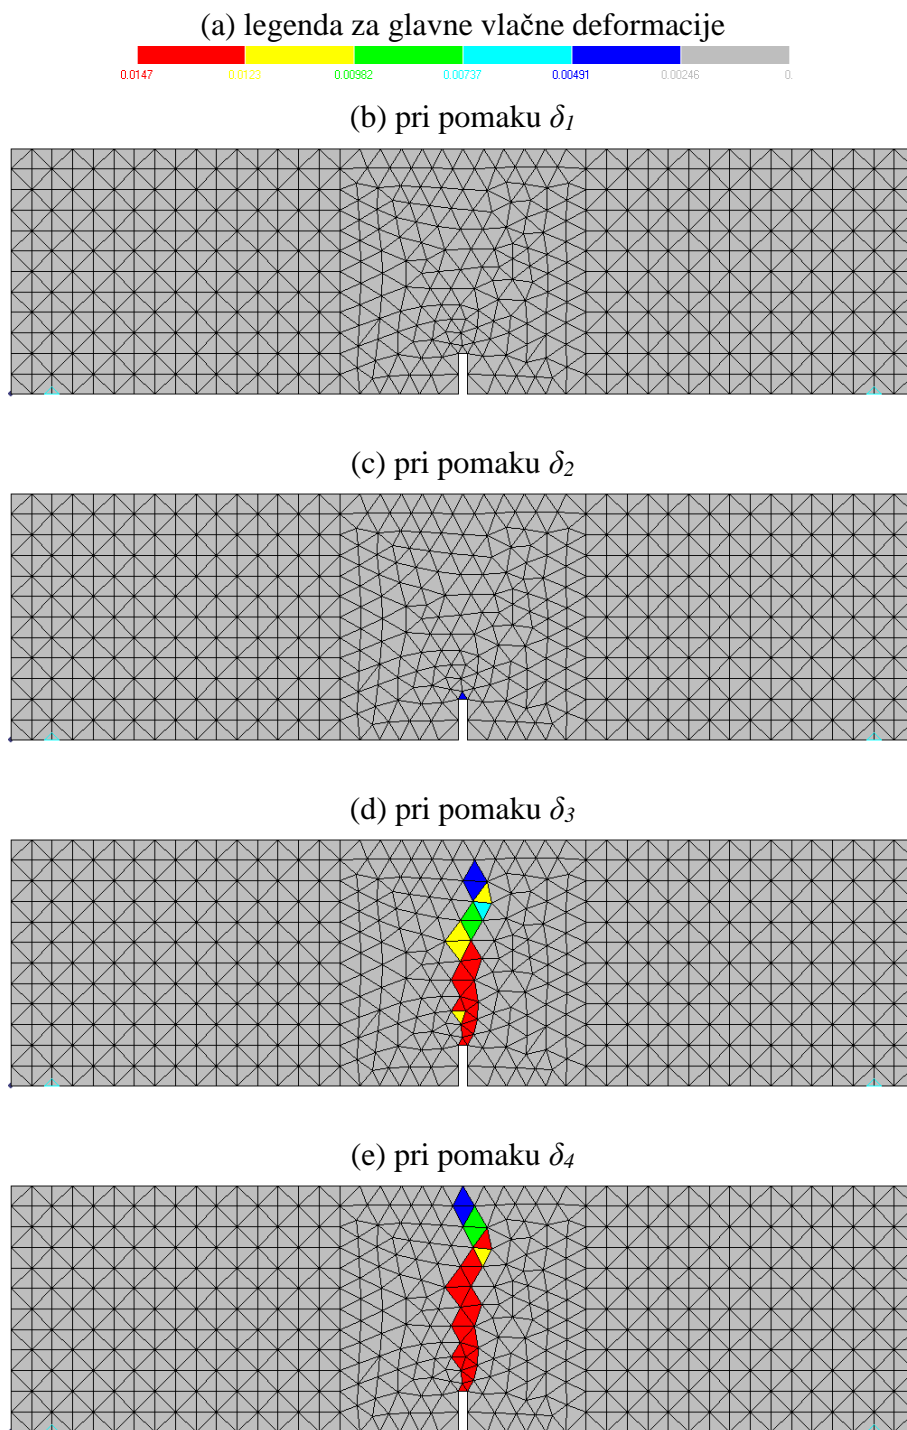 (a) legenda za glavne vlačne deformacije
0.0147 0.0123 0.00982 0.00737 0.00491 0.00246 0.
(b) pri pomaku δ1
(c) pri pomaku δ2
(d) pri pomaku δ3
(e) pri pomaku δ4